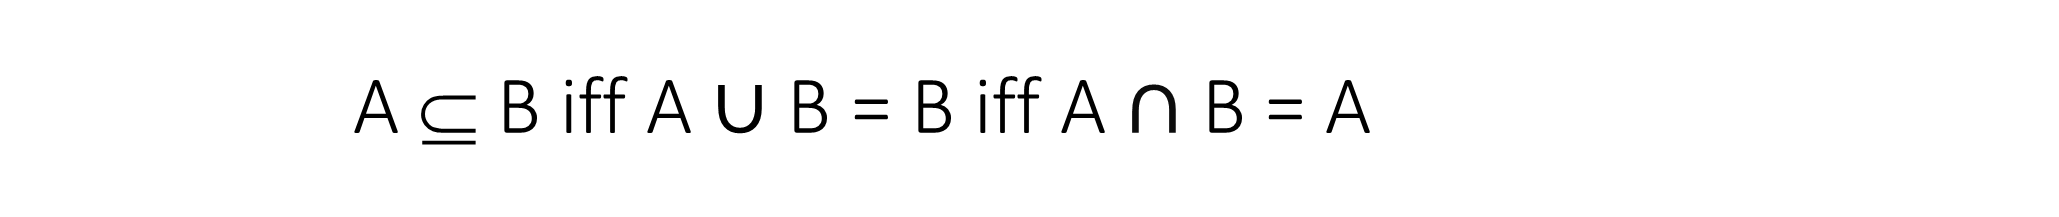 A ⊆ B iff A ∪ B = B iff A ∩ B = A